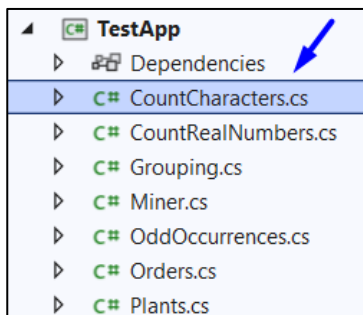 C# TestApp
Dependencies
C# CountCharacters.cs
C# CountRealNumbers.cs
C# Grouping.cs
C# Miner.cs
C# OddOccurrences.cs
C# Orders.cs
C# Plants.cs